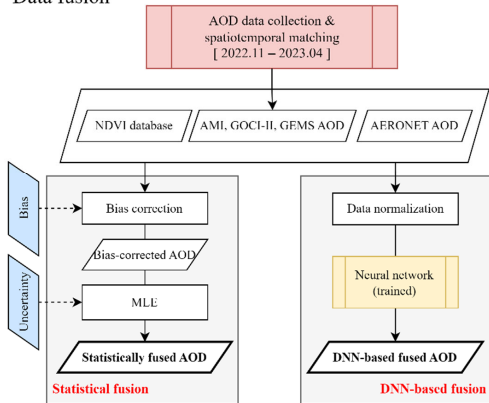 Data fusion
AOD data collection &
spatiotemporal matching
[ 2022.11 – 2023.04 ]
NDVI database
AMI, GOCI-II, GEMS AOD
AERONET AOD
Bias
Bias correction
Bias-corrected AOD
Uncertainty
MLE
Statistically fused AOD
Statistical fusion
Data normalization
Neural network
(trained)
DNN-based fused AOD
DNN-based fusion